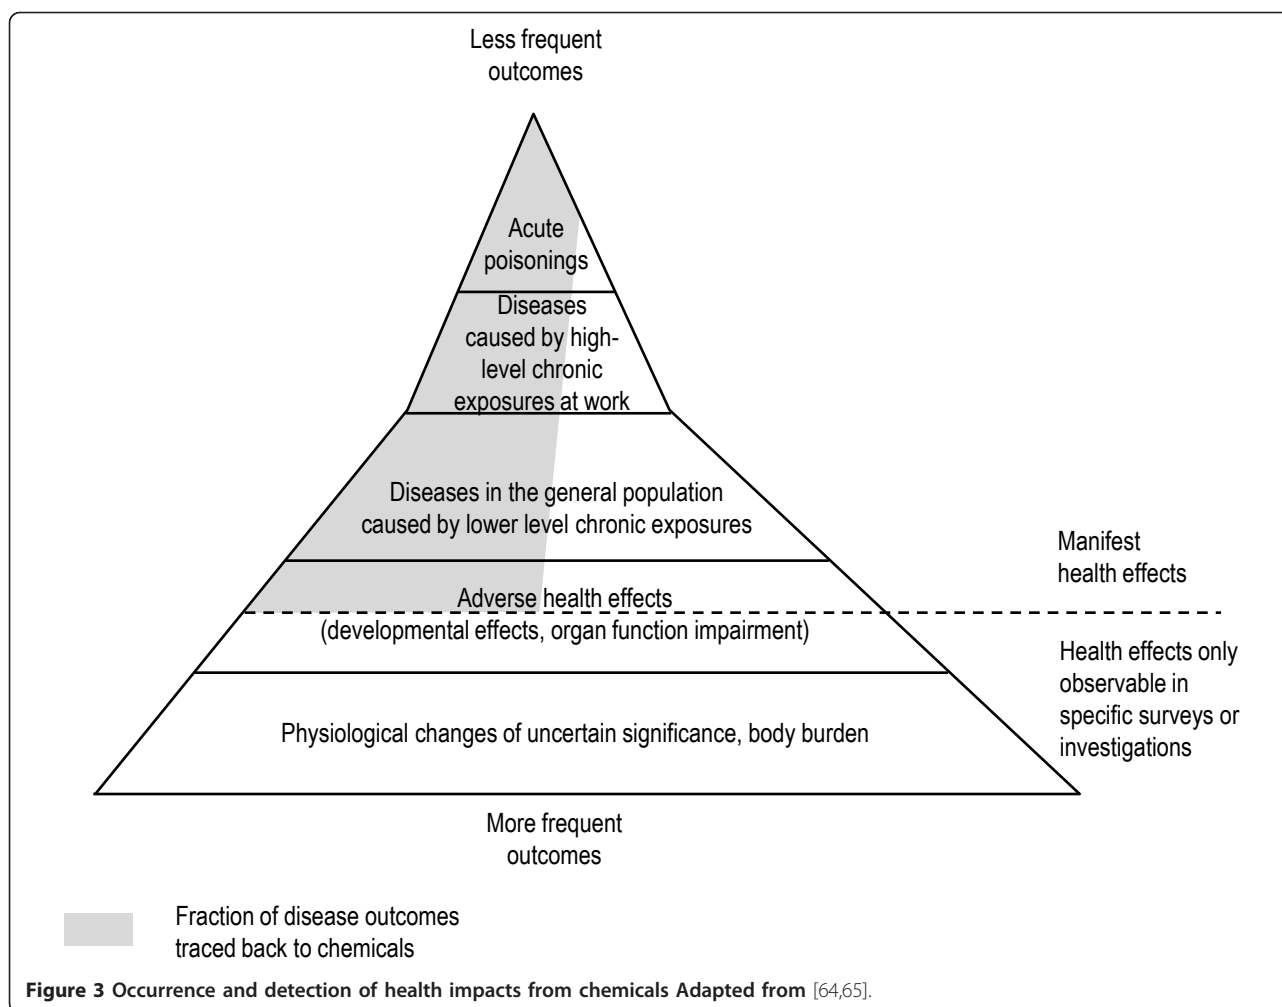 Less frequent
outcomes
Acute
poisonings
Diseases
caused by high-
level chronic
exposures at work
Diseases in the general population
caused by lower level chronic exposures
Manifest
health effects
Adverse health effects
(developmental effects, organ function impairment)
Health effects only
observable in
specific surveys or
investigations
Physiological changes of uncertain significance, body burden
More frequent
outcomes
Fraction of disease outcomes
traced back to chemicals
Figure 3 Occurrence and detection of health impacts from chemicals Adapted from [64,65].